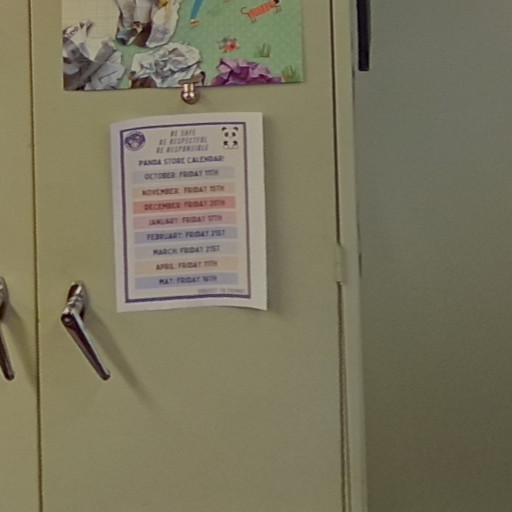 BE SAFE
BE RESPECTFUL
BE RESPONSIBLE
PANDA STORE CALENDAR!
OCTOBER: FRIDAY 11TH
NOVEMBER: FRIDAY 15TH
DECEMBER: FRIDAY 20TH
JANUARY: FRIDAY 17TH
FEBRUARY: FRIDAY 21ST
MARCH: FRIDAY 21ST
APRIL: FRIDAY 11TH
MAY: FRIDAY 16TH